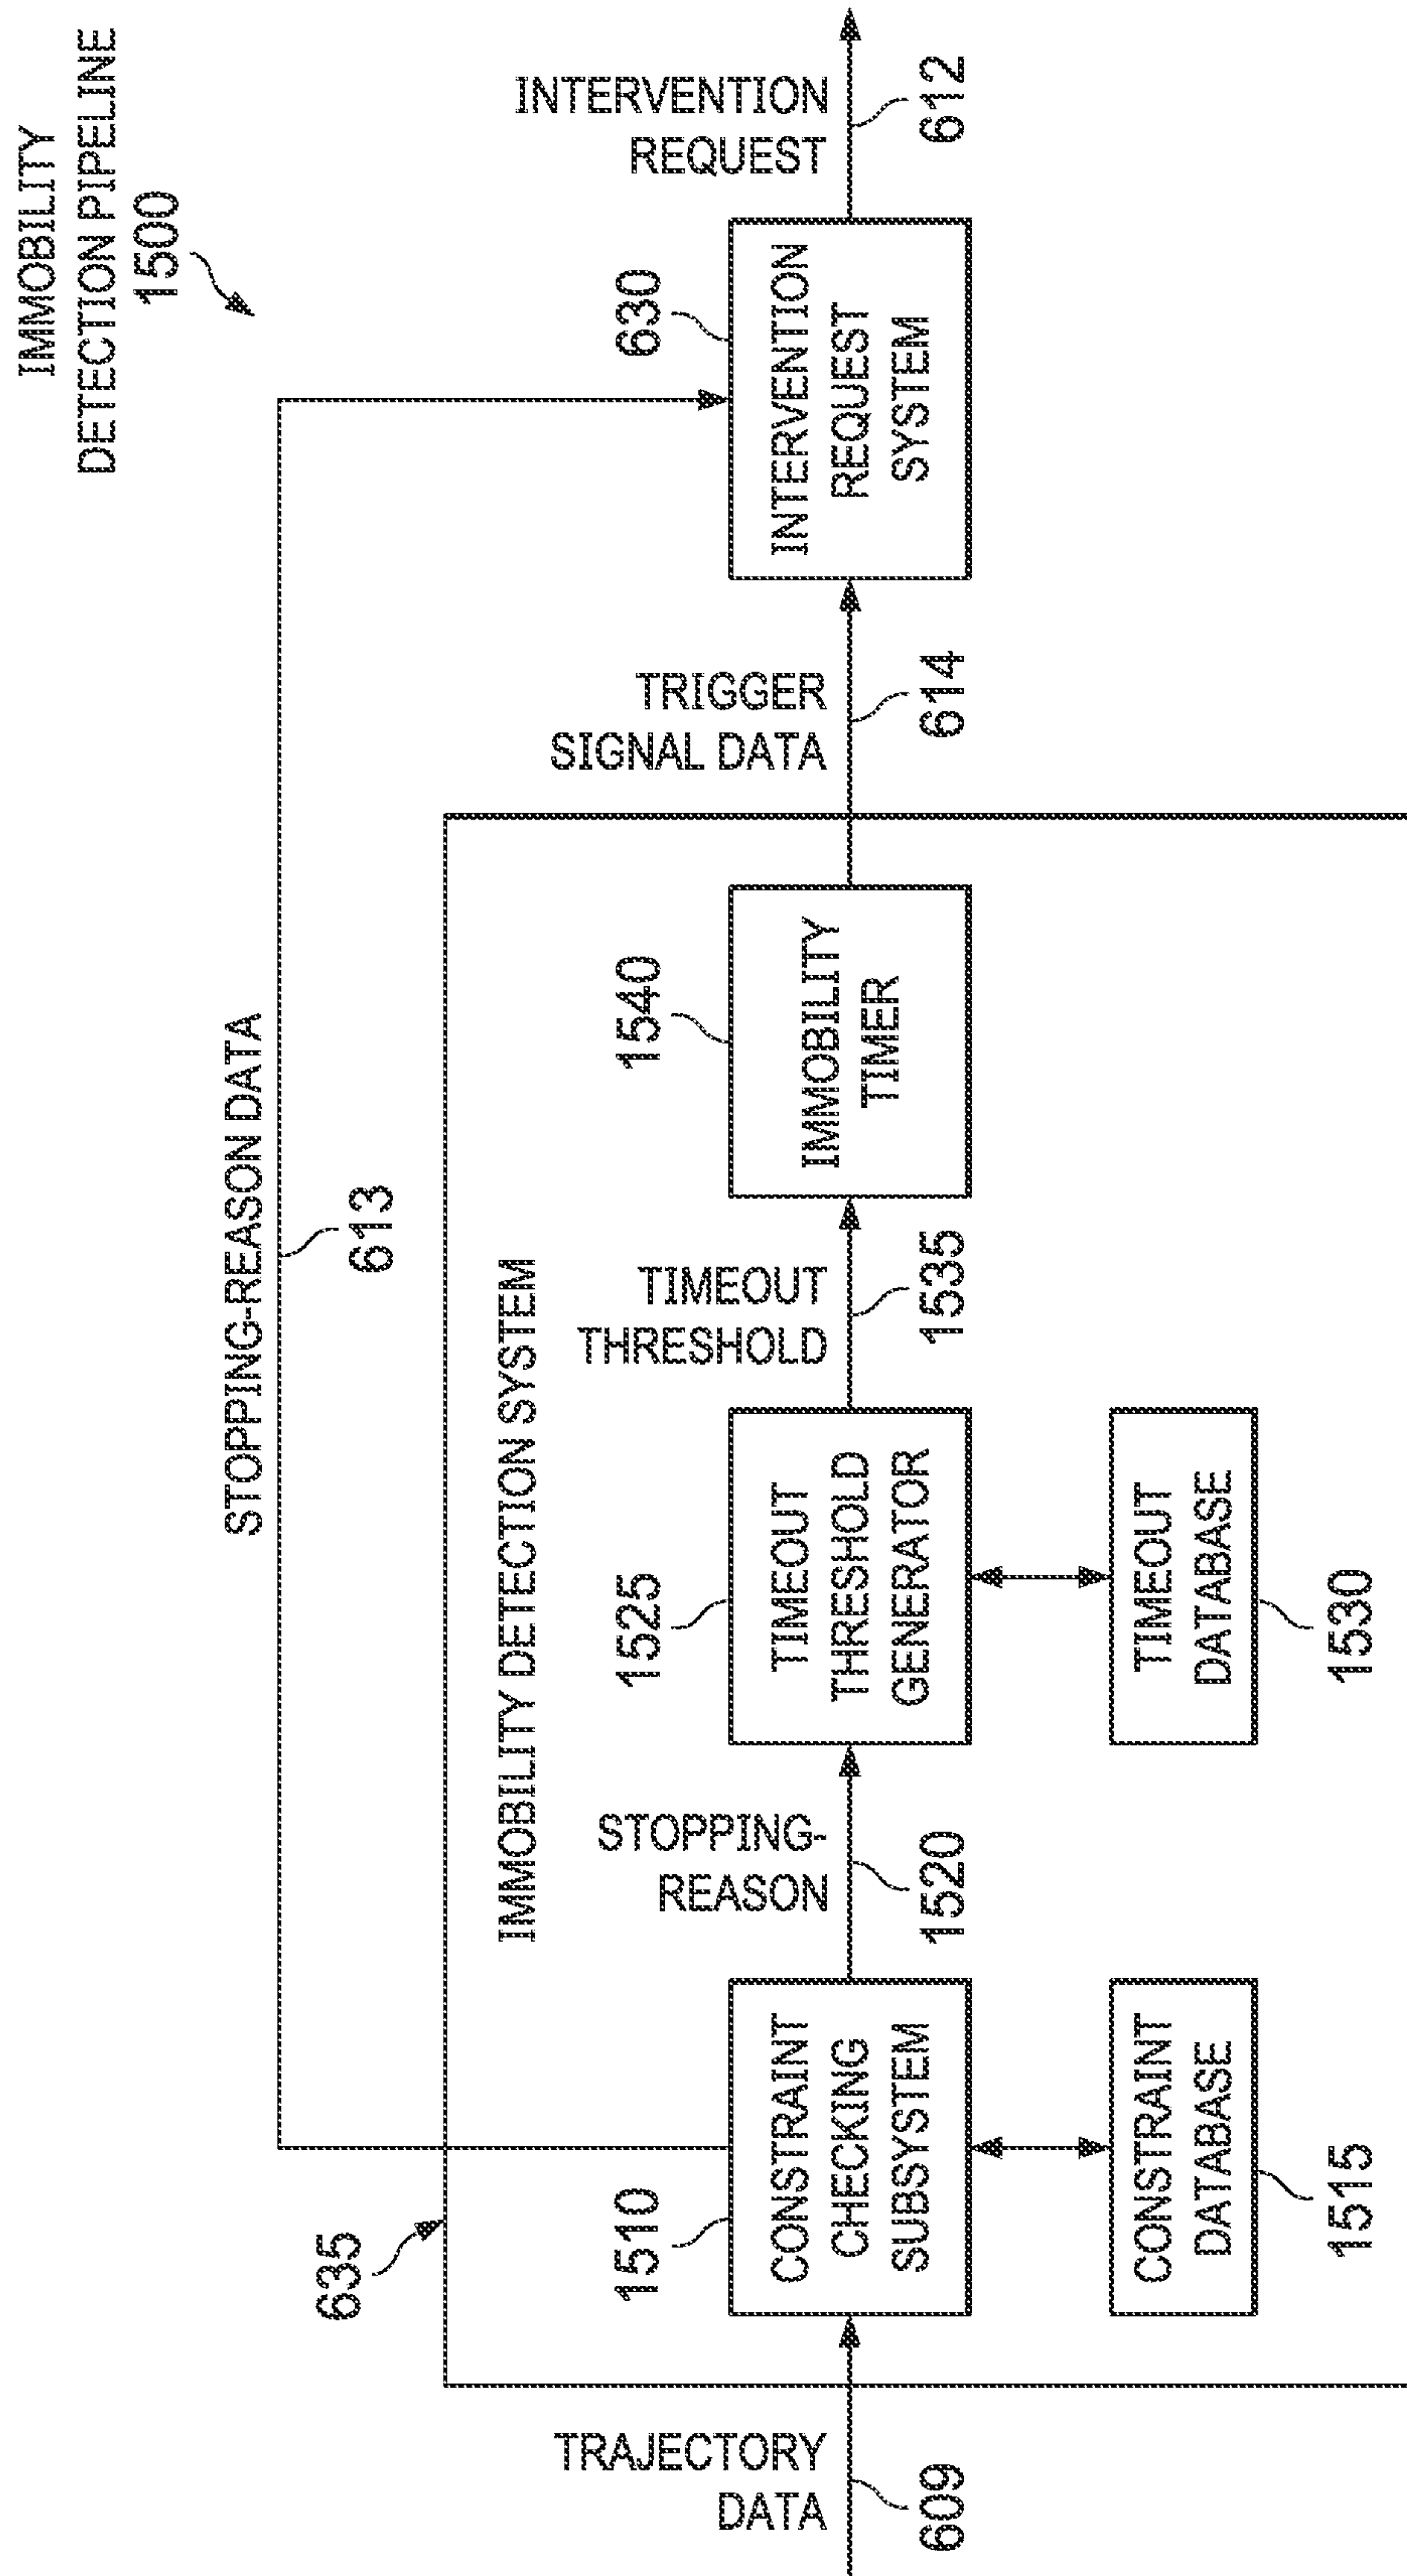 IMMOBILITY
DETECTION PIPELINE
1500
STOPPING-REASON DATA
613
635
IMMOBILITY DETECTION SYSTEM
TRAJECTORY
DATA
609
1510
CONSTRAINT
CHECKING
SUBSYSTEM
CONSTRAINT
DATABASE
1515
STOPPING-
REASON
1520
1525
TIMEOUT
THRESHOLD
GENERATOR
TIMEOUT
DATABASE
1530
TIMEOUT
THRESHOLD
1535
1540
IMMOBILITY
TIMER
TRIGGER
SIGNAL DATA
614
630
INTERVENTION
REQUEST
SYSTEM
INTERVENTION
REQUEST
612